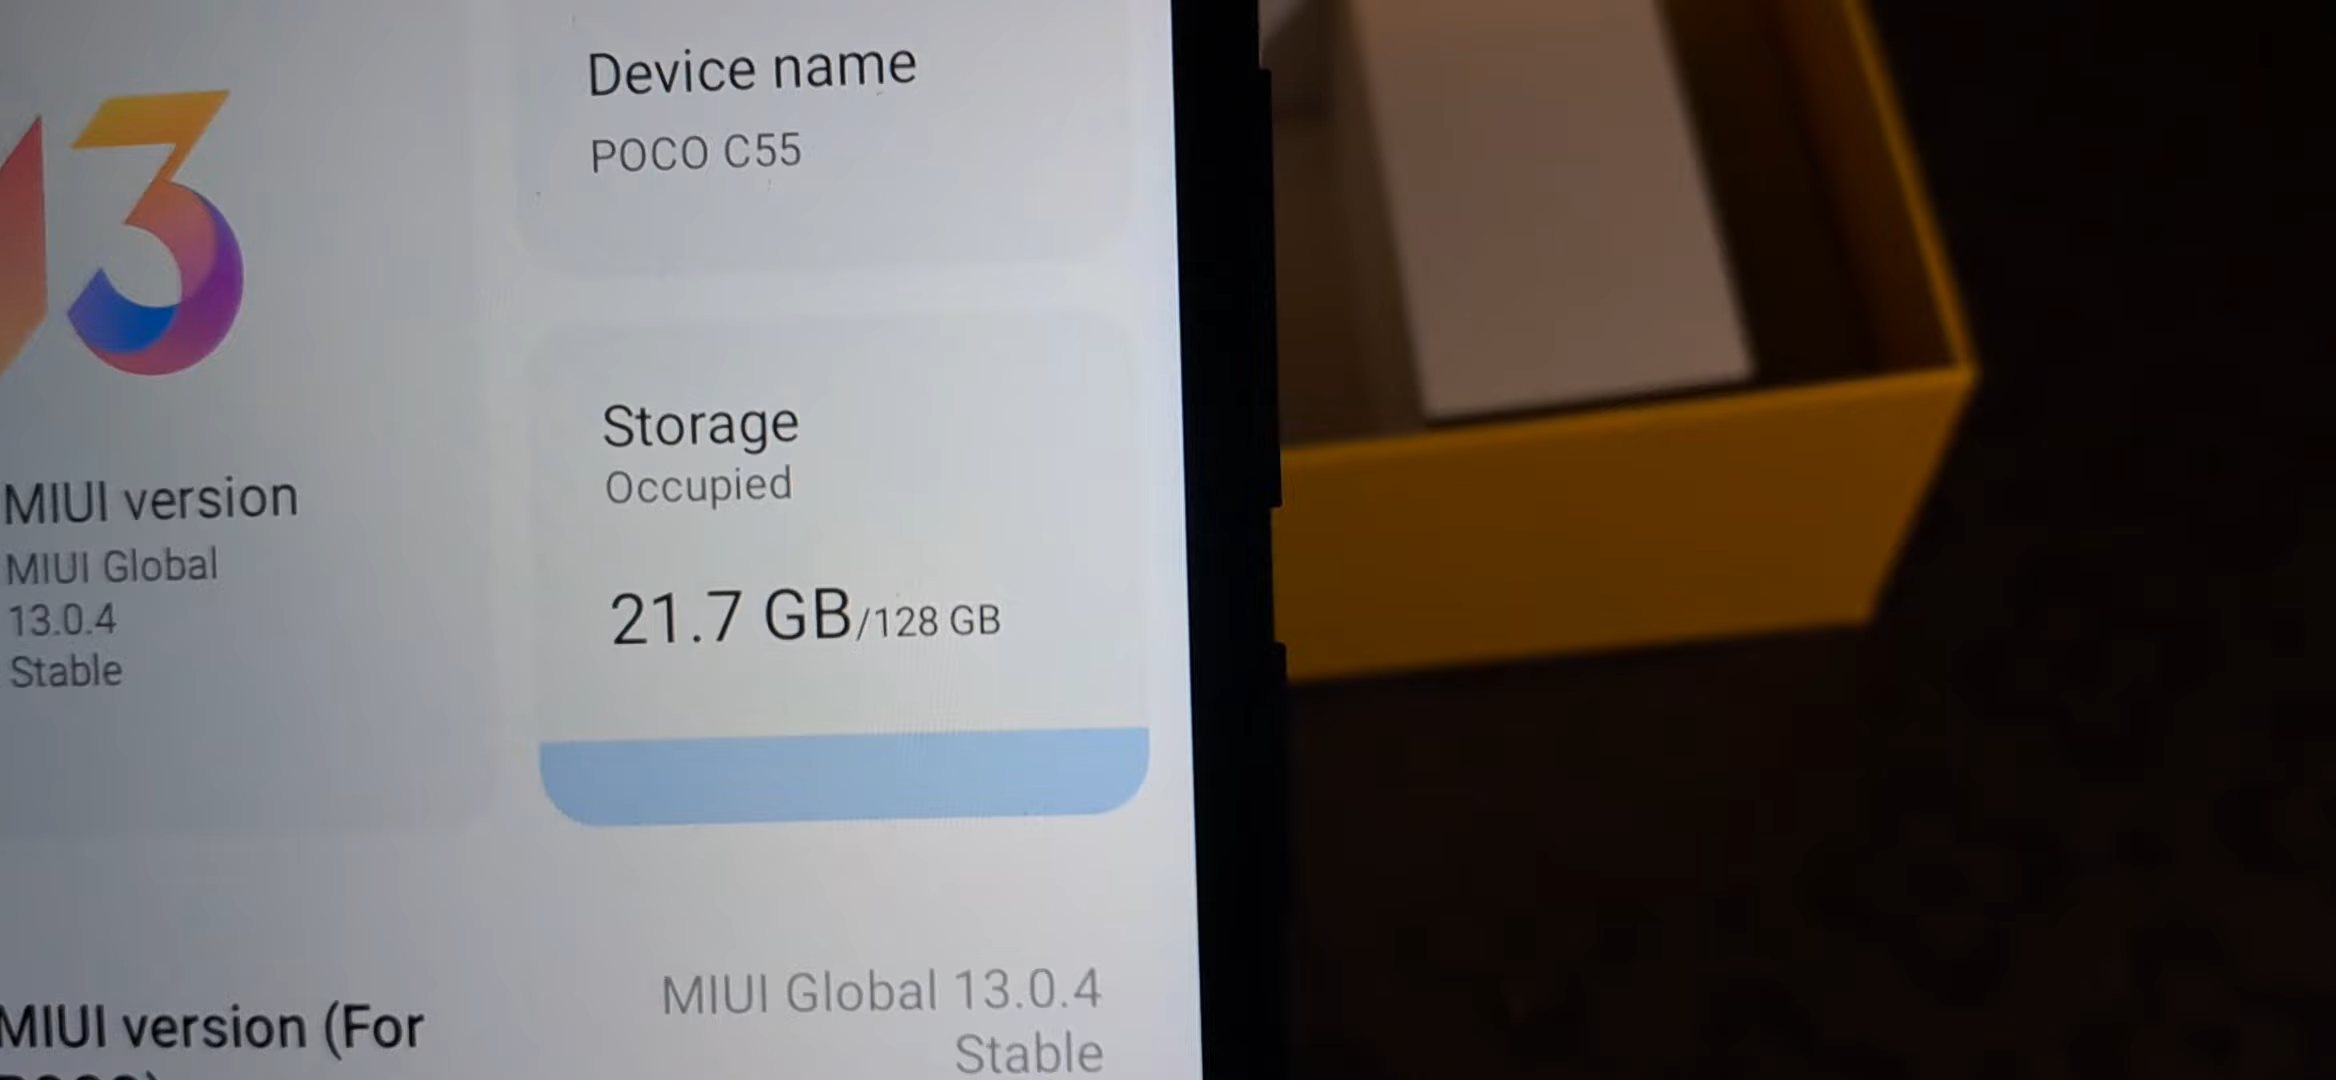 Device name
POCO C55
13
MIUI version
MIUI Global
13.0.4
Stable
Storage
Occupied
21.7 GB/128 GB
MIUI version (For
MIUI Global 13.0.4
Stable